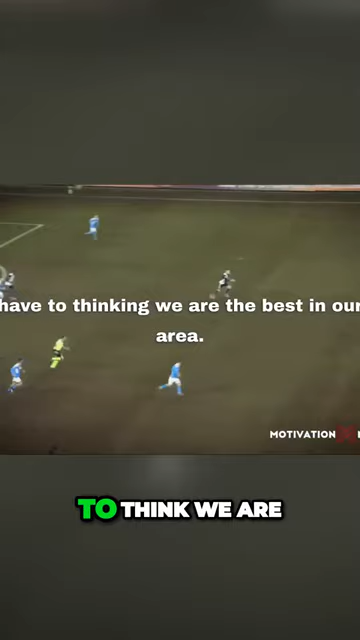 have to thinking we are the best in our
area.
MOTIVATION
TO THINK WE ARE